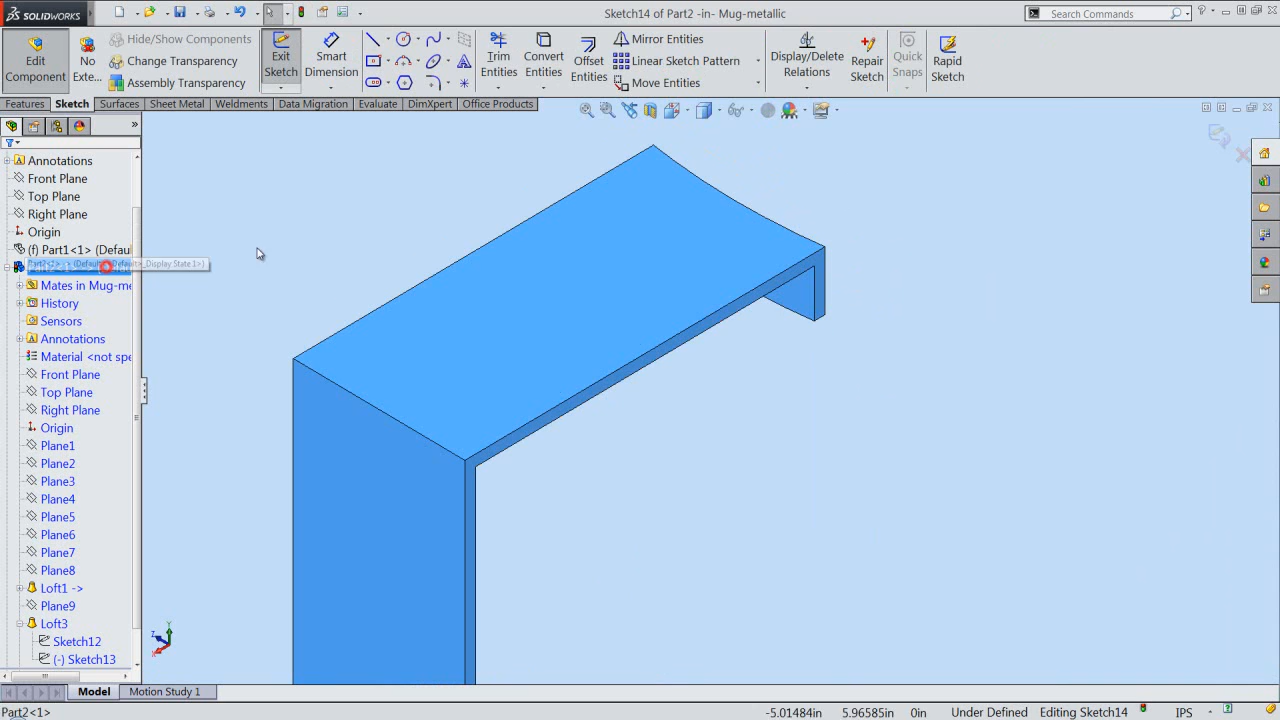 SOLIDWORKS
Sketch14 of Part2 -in- Mug-metallic
Search Commands
Edit Component
No Exte...
Hide/Show Components
Change Transparency
Assembly Transparency
Exit Sketch
Smart Dimension
Trim Entities
Convert Entities
Offset Entities
Mirror Entities
Linear Sketch Pattern
Move Entities
Display/Delete Relations
Repair Sketch
Quick Snaps
Rapid Sketch
Features Sketch Surfaces Sheet Metal Weldments Data Migration Evaluate DimXpert Office Products
Annotations
Front Plane
Top Plane
Right Plane
Origin
(f) Part1<1> (Defau
Mates in Mug-me
History
Sensors
Annotations
Material <not spe
Front Plane
Top Plane
Right Plane
Origin
Plane1
Plane2
Plane3
Plane4
Plane5
Plane6
Plane7
Plane8
Loft1 ->
Plane9
Loft3
Sketch12
(-) Sketch13
Y
Z
X
Model Motion Study 1
Part2<1> -5.01484in 5.96585in 0in Under Defined Editing Sketch14 IPS